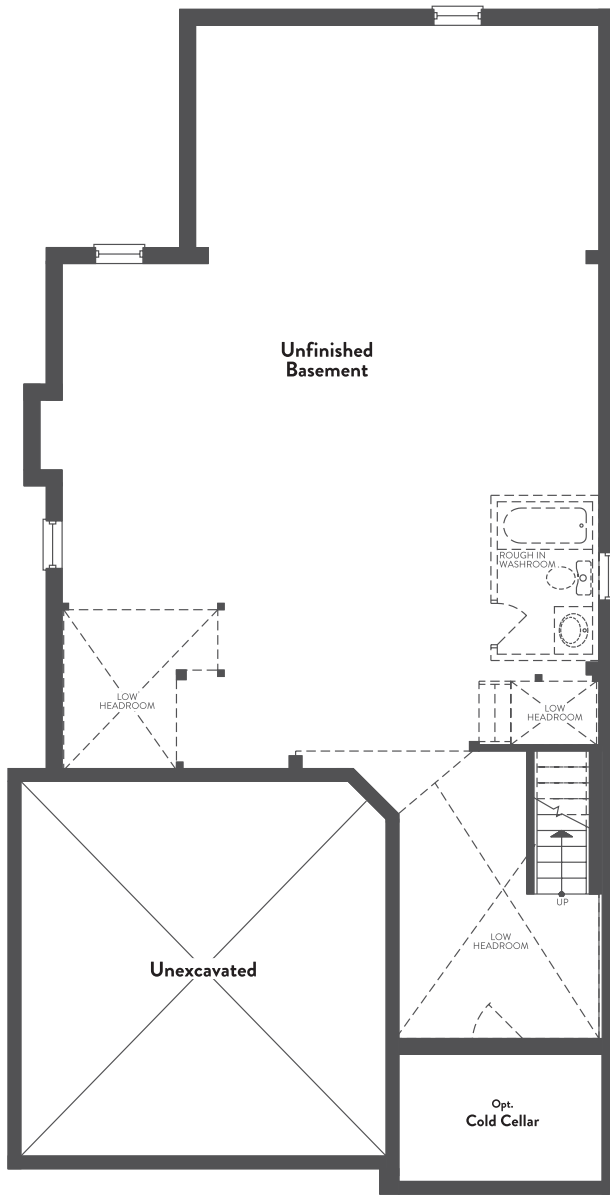 Unfinished
Basement
ROUGH IN
WASHROOM
LOW
HEADROOM
LOW
HEADROOM
UP
LOW
HEADROOM
Unexcavated
Opt.
Cold Cellar